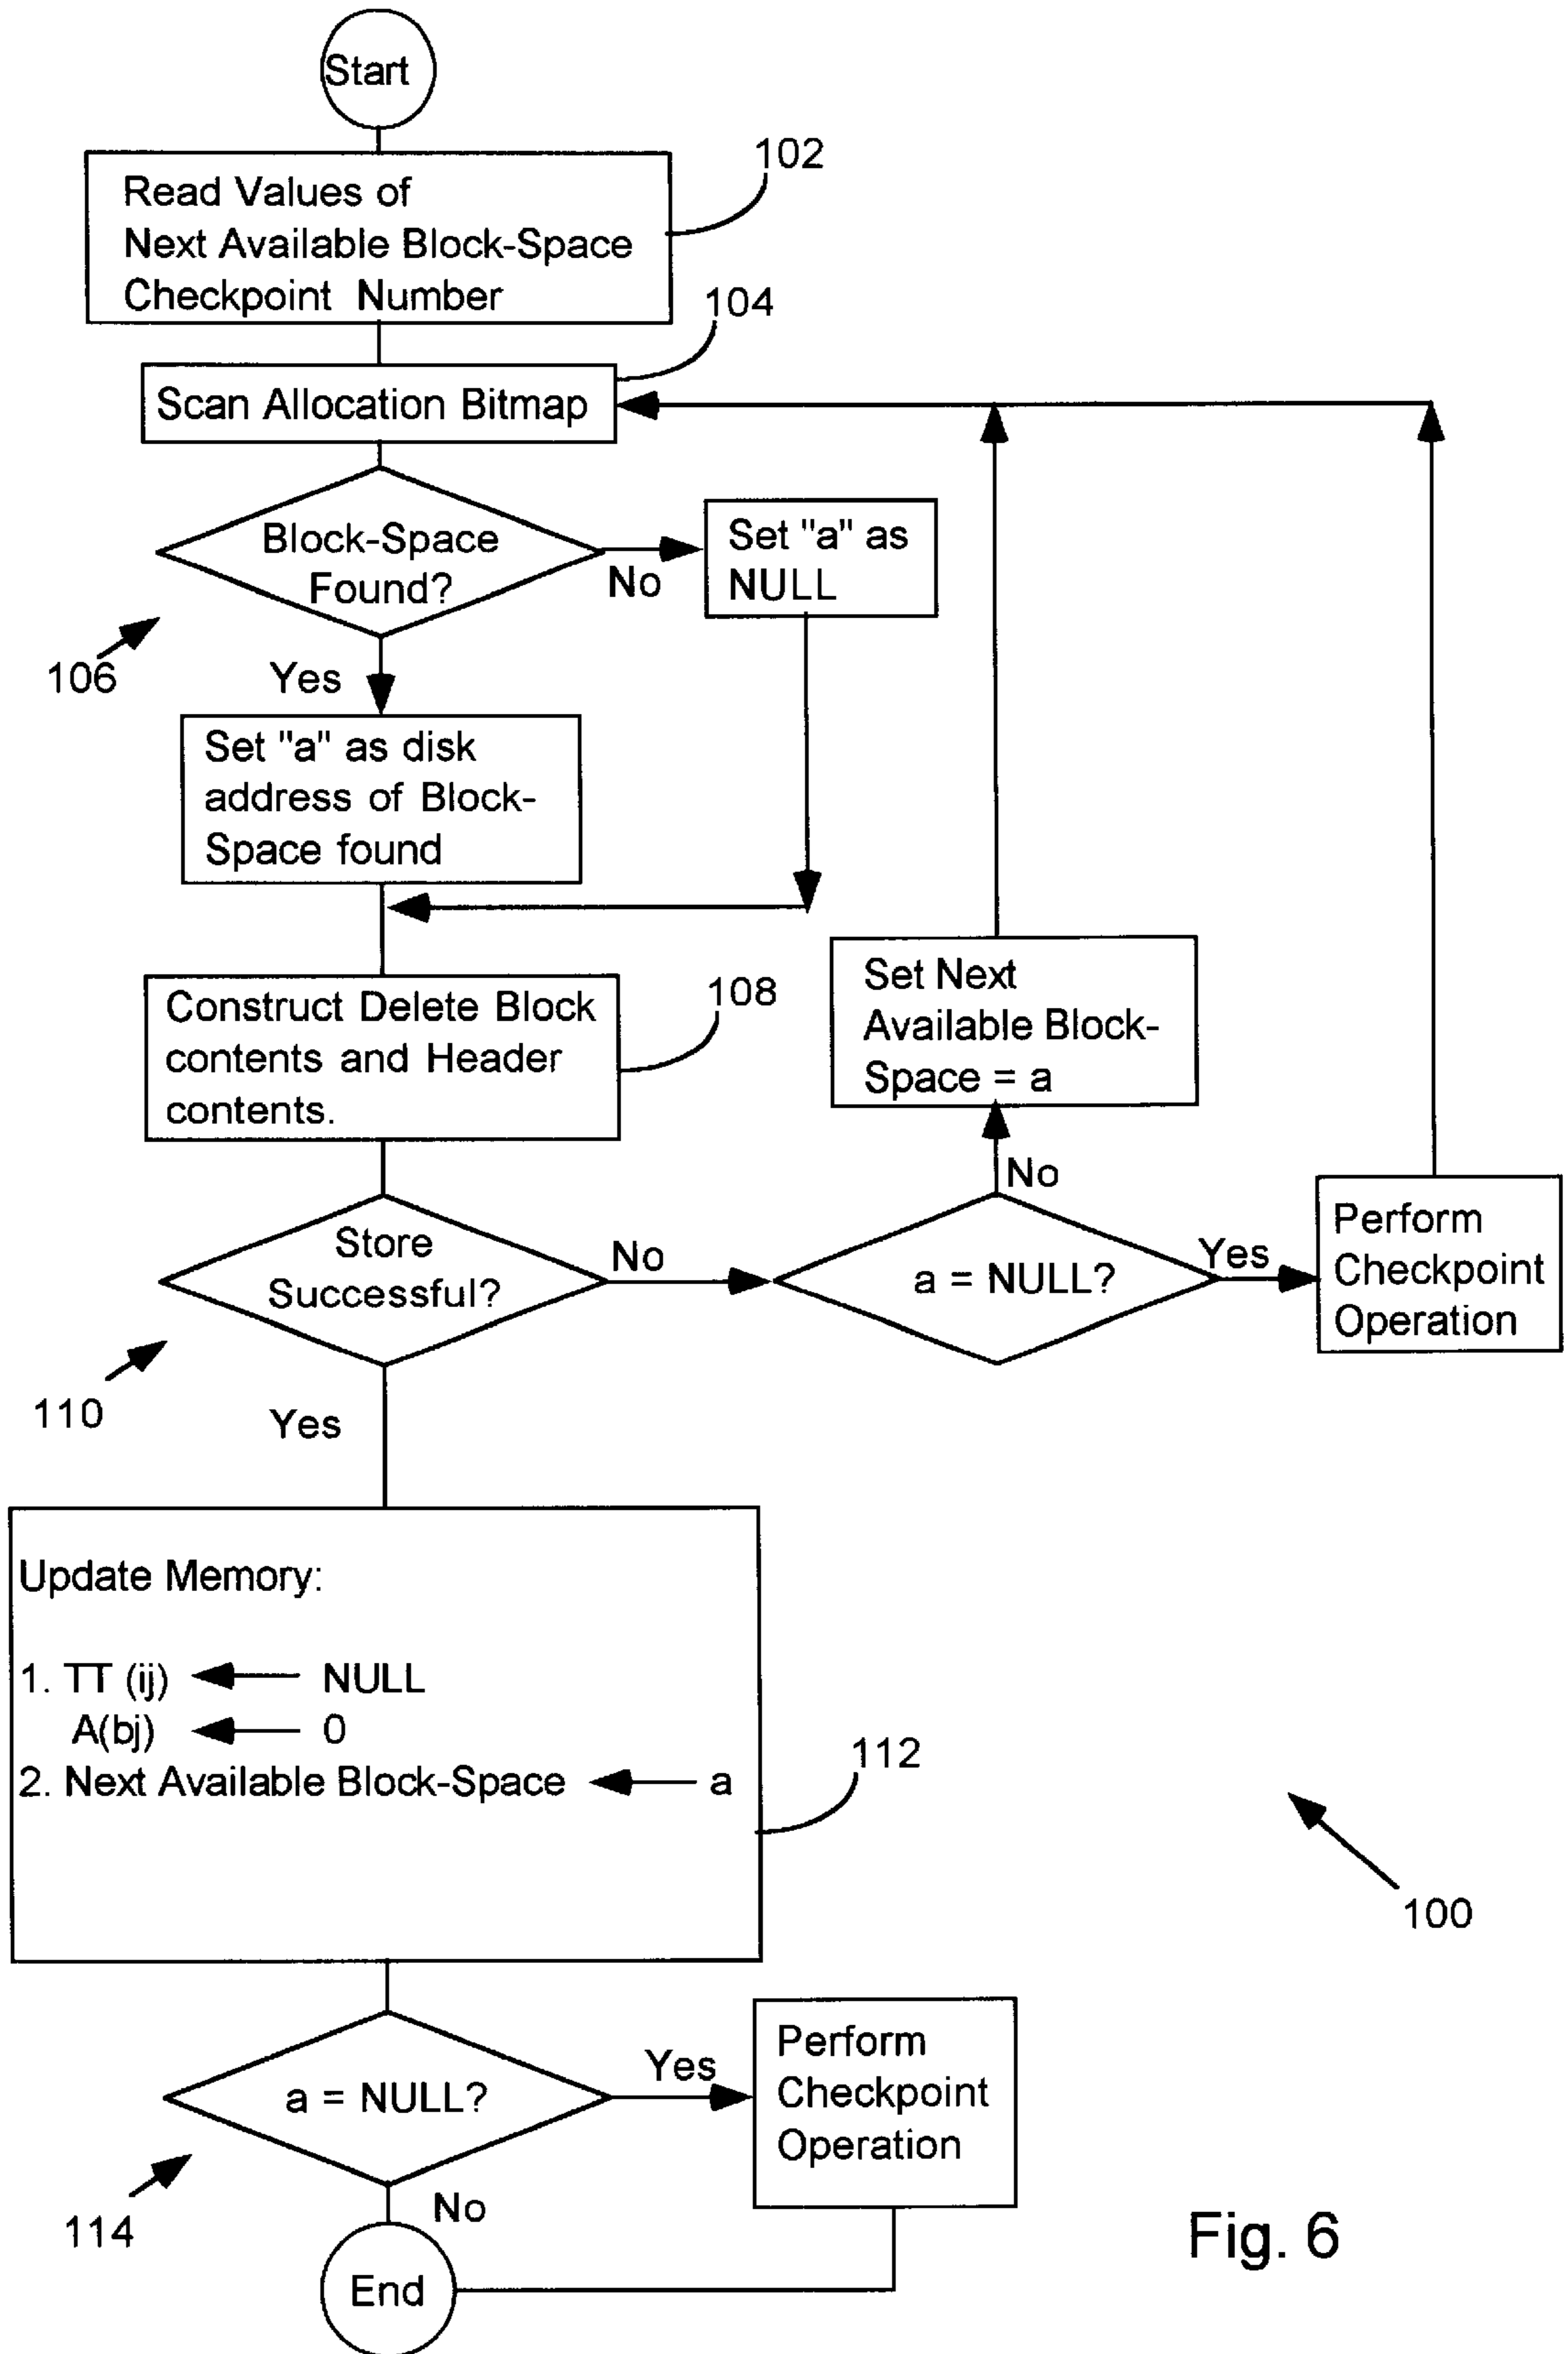 Start
102
Read Values of
Next Available Block-Space
Checkpoint Number
104
Scan Allocation Bitmap
Block-Space
Found?
No
Set "a" as
NULL
106
Yes
Set "a" as disk
address of Block-
Space found
108
Construct Delete Block
contents and Header
contents.
Set Next
Available Block-
Space = a
No
Store
Successful?
No
a = NULL?
Yes
Perform
Checkpoint
Operation
110
Yes
Update Memory:
1. TT (ij) NULL
A(bj) 0
2. Next Available Block-Space a
112
100
a = NULL?
Yes
Perform
Checkpoint
Operation
114
No
End
Fig. 6